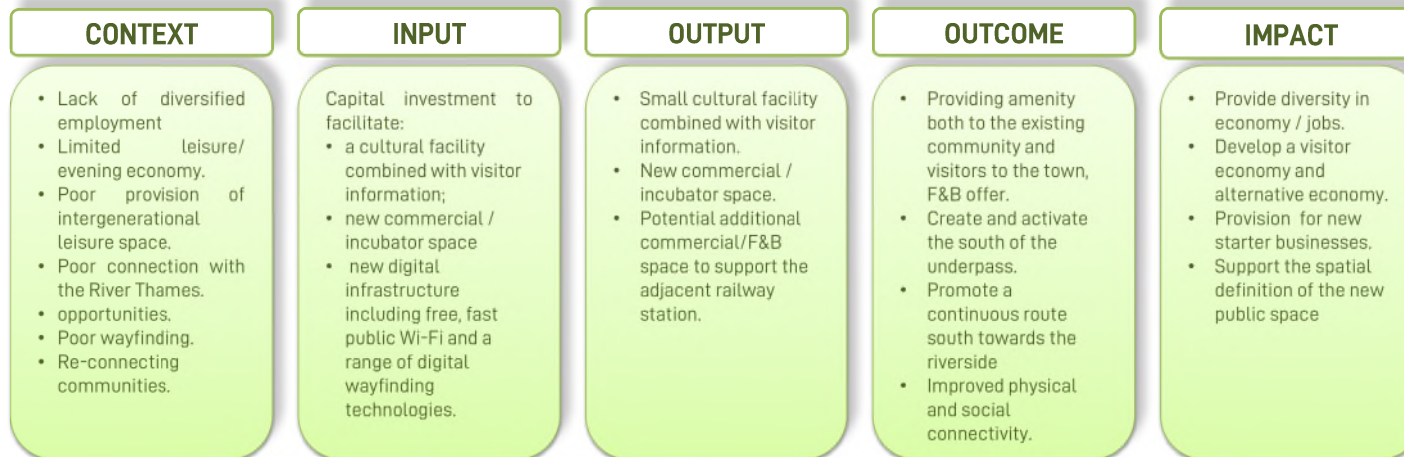 CONTEXT
• Lack of diversified
employment
• Limited leisure/
evening economy.
• Poor provision of
intergenerational
leisure space.
• Poor connection with
the River Thames.
• opportunities.
• Poor wayfinding.
• Re-connecting
communities.
INPUT
Capital investment to
facilitate:
• a cultural facility
combined with visitor
information;
• new commercial /
incubator space
• new digital
infrastructure
including free, fast
public Wi-Fi and a
range of digital
wayfinding
technologies.
OUTPUT
• Small cultural facility
combined with visitor
information.
• New commercial /
incubator space.
• Potential additional
commercial/F&B
space to support the
adjacent railway
station.
OUTCOME
• Providing amenity
both to the existing
community and
visitors to the town,
F&B offer.
• Create and activate
the south of the
underpass.
• Promote a
continuous route
south towards the
riverside
• Improved physical
and social
connectivity.
IMPACT
• Provide diversity in
economy / jobs.
• Develop a visitor
economy and
alternative economy.
• Provision for new
starter businesses.
• Support the spatial
definition of the new
public space